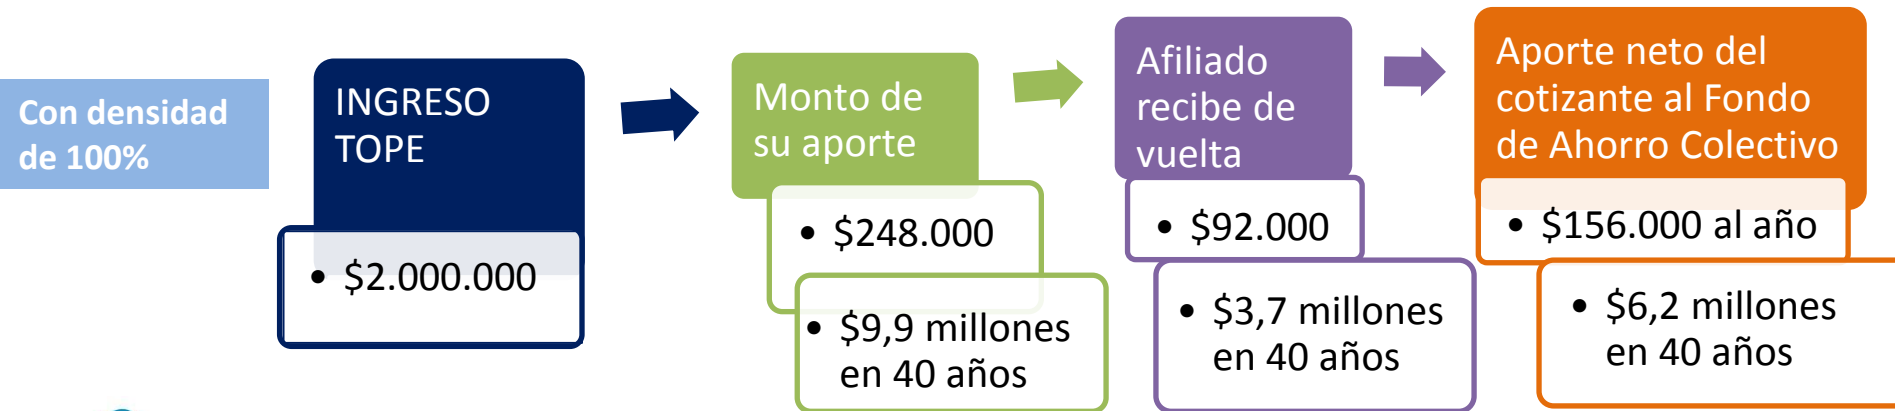 Con densidad
de 100%
INGRESO
TOPE
• $2.000.000
Monto de
su aporte
• $248.000
• $9,9 millones
en 40 años
Afiliado
recibe de
vuelta
• $92.000
• $3,7 millones
en 40 años
Aporte neto del
cotizante al Fondo
de Ahorro Colectivo
• $156.000 al año
• $6,2 millones
en 40 años